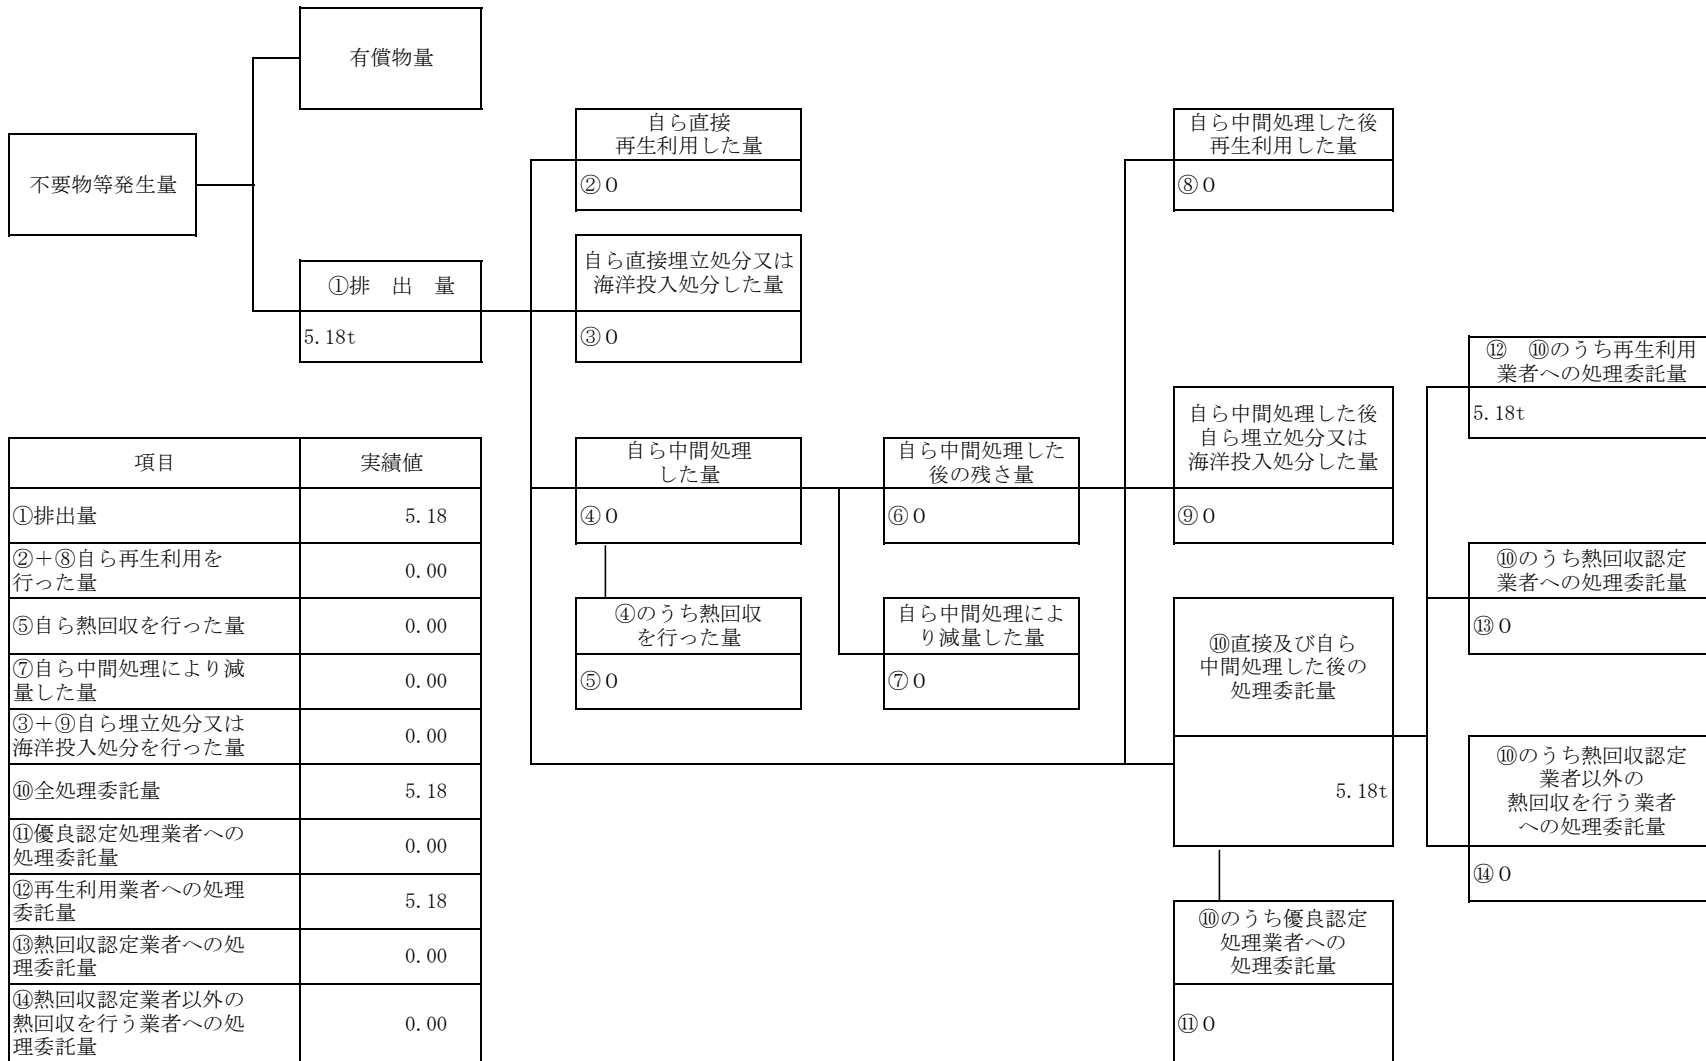 有償物量
不要物等発生量
①排　出　量
5.18t
自ら直接
再生利用した量
②0
自ら直接埋立処分又は
海洋投入処分した量
③0
自ら中間処理
した量
④0
④のうち熱回収
を行った量
⑤0
自ら中間処理した
後の残さ量
⑥0
自ら中間処理によ
り減量した量
⑦0
自ら中間処理した後
再生利用した量
⑧0
自ら中間処理した後
自ら埋立処分又は
海洋投入処分した量
⑨0
⑩直接及び自ら
中間処理した後の
処理委託量
5.18t
⑩のうち優良認定
処理業者への
処理委託量
⑪0
⑫　⑩のうち再生利用
業者への処理委託量
5.18t
⑩のうち熱回収認定
業者への処理委託量
⑬0
⑩のうち熱回収認定
業者以外の
熱回収を行う業者
への処理委託量
⑭0
項目 実績値
①排出量 5.18
②＋⑧自ら再生利用を
行った量 0.00
⑤自ら熱回収を行った量 0.00
⑦自ら中間処理により減
量した量 0.00
③＋⑨自ら埋立処分又は
海洋投入処分を行った量 0.00
⑩全処理委託量 5.18
⑪優良認定処理業者への
処理委託量 0.00
⑫再生利用業者への処理
委託量 5.18
⑬熱回収認定業者への処
理委託量 0.00
⑭熱回収認定業者以外の
熱回収を行う業者への処
理委託量 0.00